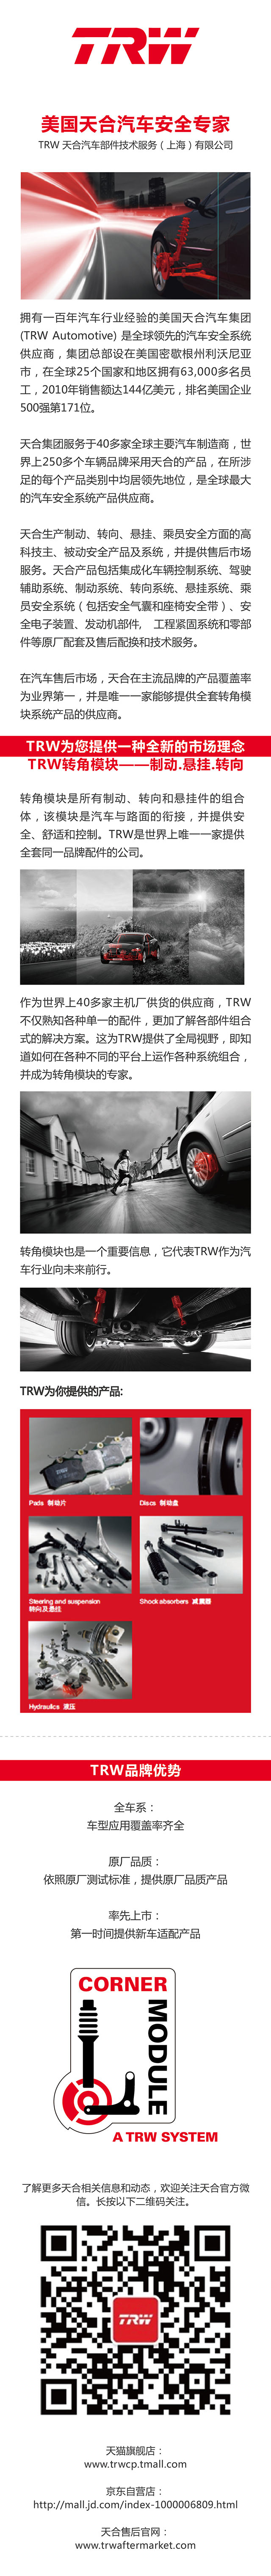 TRW
美国天合汽车安全专家
TRW 天合汽车部件技术服务（上海）有限公司
拥有一百年汽车行业经验的美国天合汽车集团
(TRW Automotive) 是全球领先的汽车安全系统
供应商，集团总部设在美国密歇根州利沃尼亚
市，在全球25个国家和地区拥有63,000多名员
工，2010年销售额达144亿美元，排名美国企业
500强第171位。
天合集团服务于40多家全球主要汽车制造商，世
界上250多个车辆品牌采用天合的产品，在所涉
足的每个产品类别中均居领先地位，是全球最大
的汽车安全系统产品供应商。
天合生产制动、转向、悬挂、乘员安全方面的高
科技主、被动安全产品及系统，并提供售后市场
服务。天合产品包括集成化车辆控制系统、驾驶
辅助系统、制动系统、转向系统、悬挂系统、乘
员安全系统（包括安全气囊和座椅安全带）、安
全电子装置、发动机部件， 工程紧固系统和零部
件等原厂配套及售后配换和技术服务。
在汽车售后市场，天合在主流品牌的产品覆盖率
为业界第一，并是唯一一家能够提供全套转角模
块系统产品的供应商。
TRW为您提供一种全新的市场理念
TRW转角模块——制动.悬挂.转向
转角模块是所有制动、转向和悬挂件的组合
体，该模块是汽车与路面的衔接，并提供安
全、舒适和控制。TRW是世界上唯一一家提供
全套同一品牌配件的公司。
作为世界上40多家主机厂供货的供应商，TRW
不仅熟知各种单一的配件，更加了解各部件组合
式的解决方案。这为TRW提供了全局视野，即知
道如何在各种不同的平台上运作各种系统组合，
并成为转角模块的专家。
转角模块也是一个重要信息，它代表TRW作为汽
车行业向未来前行。
TRW为你提供的产品:
Pads 制动片
Discs 制动盘
Steering and suspension
转向及悬挂
Shock absorbers 减震器
Hydraulics 液压
TRW品牌优势
全车系：
车型应用覆盖率齐全
原厂品质：
依照原厂测试标准，提供原厂品质产品
率先上市：
第一时间提供新车适配产品
CORNER
MODULE
A TRW SYSTEM
了解更多天合相关信息和动态，欢迎关注天合官方微
信。长按以下二维码关注。
TRW
天猫旗舰店：
www.trwcp.tmall.com
京东自营店：
http://mall.jd.com/index-1000006809.html
天合售后官网：
www.trwaftermarket.com